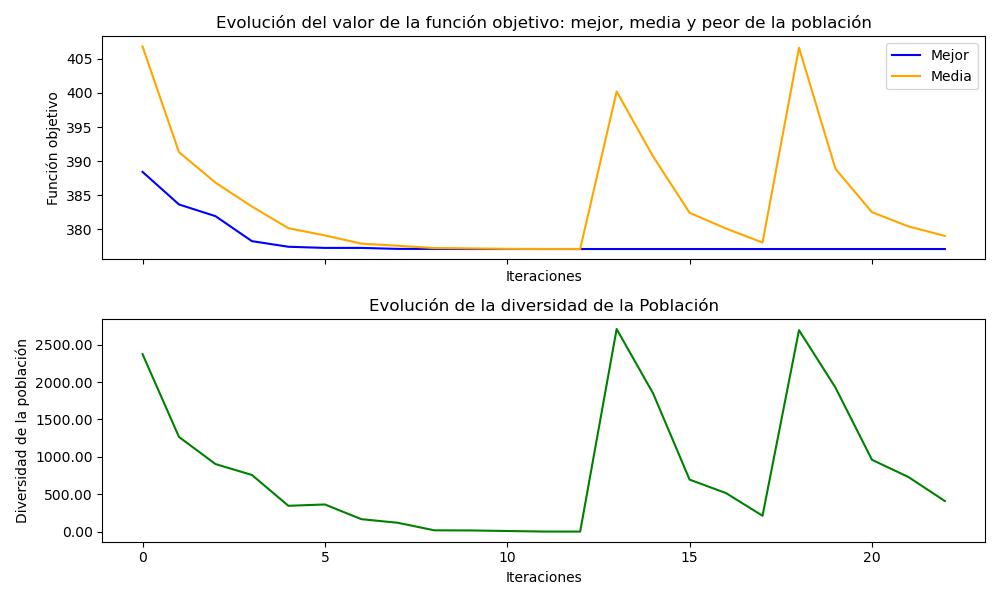 Evolución del valor de la función objetivo: mejor, media y peor de la población
Función objetivo
405
400
395
390
385
380
Mejor
Media
Iteraciones
Evolución de la diversidad de la Población
Diversidad de la población
2500.00
2000.00
1500.00
1000.00
500.00
0.00
0 5 10 15 20
Iteraciones